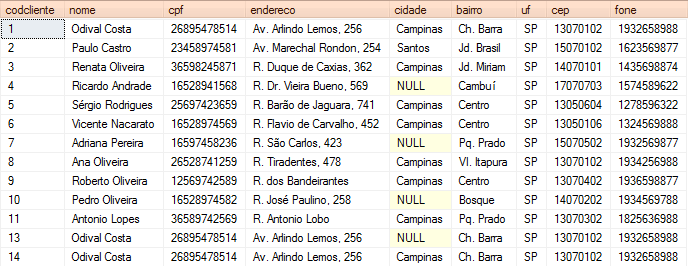 codcliente nome cpf endereco cidade bairro uf cep fone
1 Odival Costa 26895478514 Av. Arlindo Lemos, 256 Campinas Ch. Barra SP 13070102 1932658988
2 Paulo Castro 23458974581 Av. Marechal Rondon, 254 Santos Jd. Brasil SP 15070102 1623569877
3 Renata Oliveira 36598245871 R. Duque de Caxias, 362 Campinas Jd. Miriam SP 14070101 1435698874
4 Ricardo Andrade 16528941568 R. Dr. Vieira Bueno, 569 NULL Cambuí SP 17070703 1574589622
5 Sérgio Rodrigues 25697423659 R. Barão de Jaguara, 741 Campinas Centro SP 13050604 1278596322
6 Vicente Nacarato 16528974569 R. Flavio de Carvalho, 452 Campinas Centro SP 13050106 1324569888
7 Adriana Pereira 16597458236 R. São Carlos, 423 NULL Pq. Prado SP 15070502 1932569877
8 Ana Oliveira 26528741259 R. Tiradentes, 478 Campinas Vl. Itapura SP 13070102 1934256988
9 Roberto Oliveira 12569742589 R. dos Bandeirantes Campinas Centro SP 13070402 1936598877
10 Pedro Oliveira 16528974582 R. José Paulino, 258 NULL Bosque SP 14070202 1934569788
11 Antonio Lopes 36589742569 R. Antonio Lobo Campinas Pq. Prado SP 13070302 1825636988
13 Odival Costa 26895478514 Av. Arlindo Lemos, 256 NULL Ch. Barra SP 13070102 1932658988
14 Odival Costa 26895478514 Av. Arlindo Lemos, 256 Campinas Ch. Barra SP 13070102 1932658988